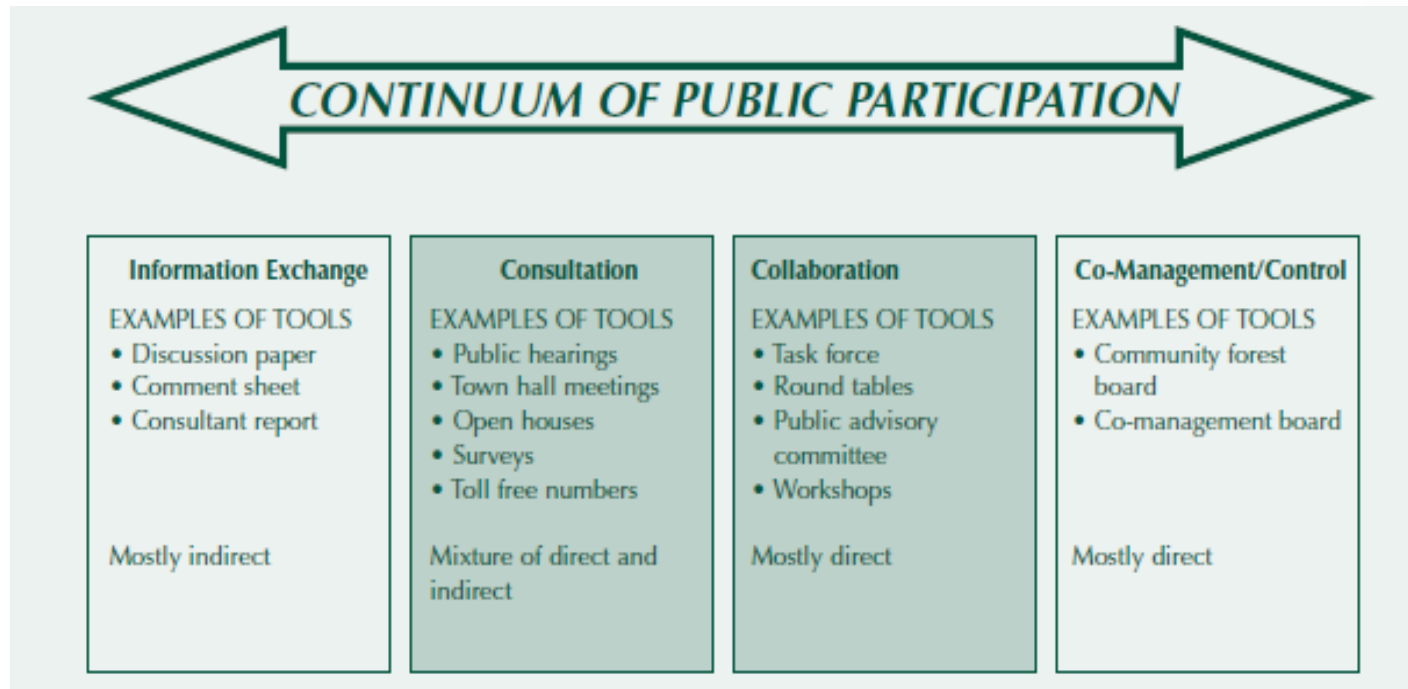 CONTINUUM OF PUBLIC PARTICIPATION
Information Exchange
EXAMPLES OF TOOLS
• Discussion paper
• Comment sheet
• Consultant report
Mostly indirect
Consultation
EXAMPLES OF TOOLS
• Public hearings
• Town hall meetings
• Open houses
• Surveys
• Toll free numbers
Mixture of direct and
indirect
Collaboration
EXAMPLES OF TOOLS
• Task force
• Round tables
• Public advisory
committee
• Workshops
Mostly direct
Co-Management/Control
EXAMPLES OF TOOLS
• Community forest
board
• Co-management board
Mostly direct